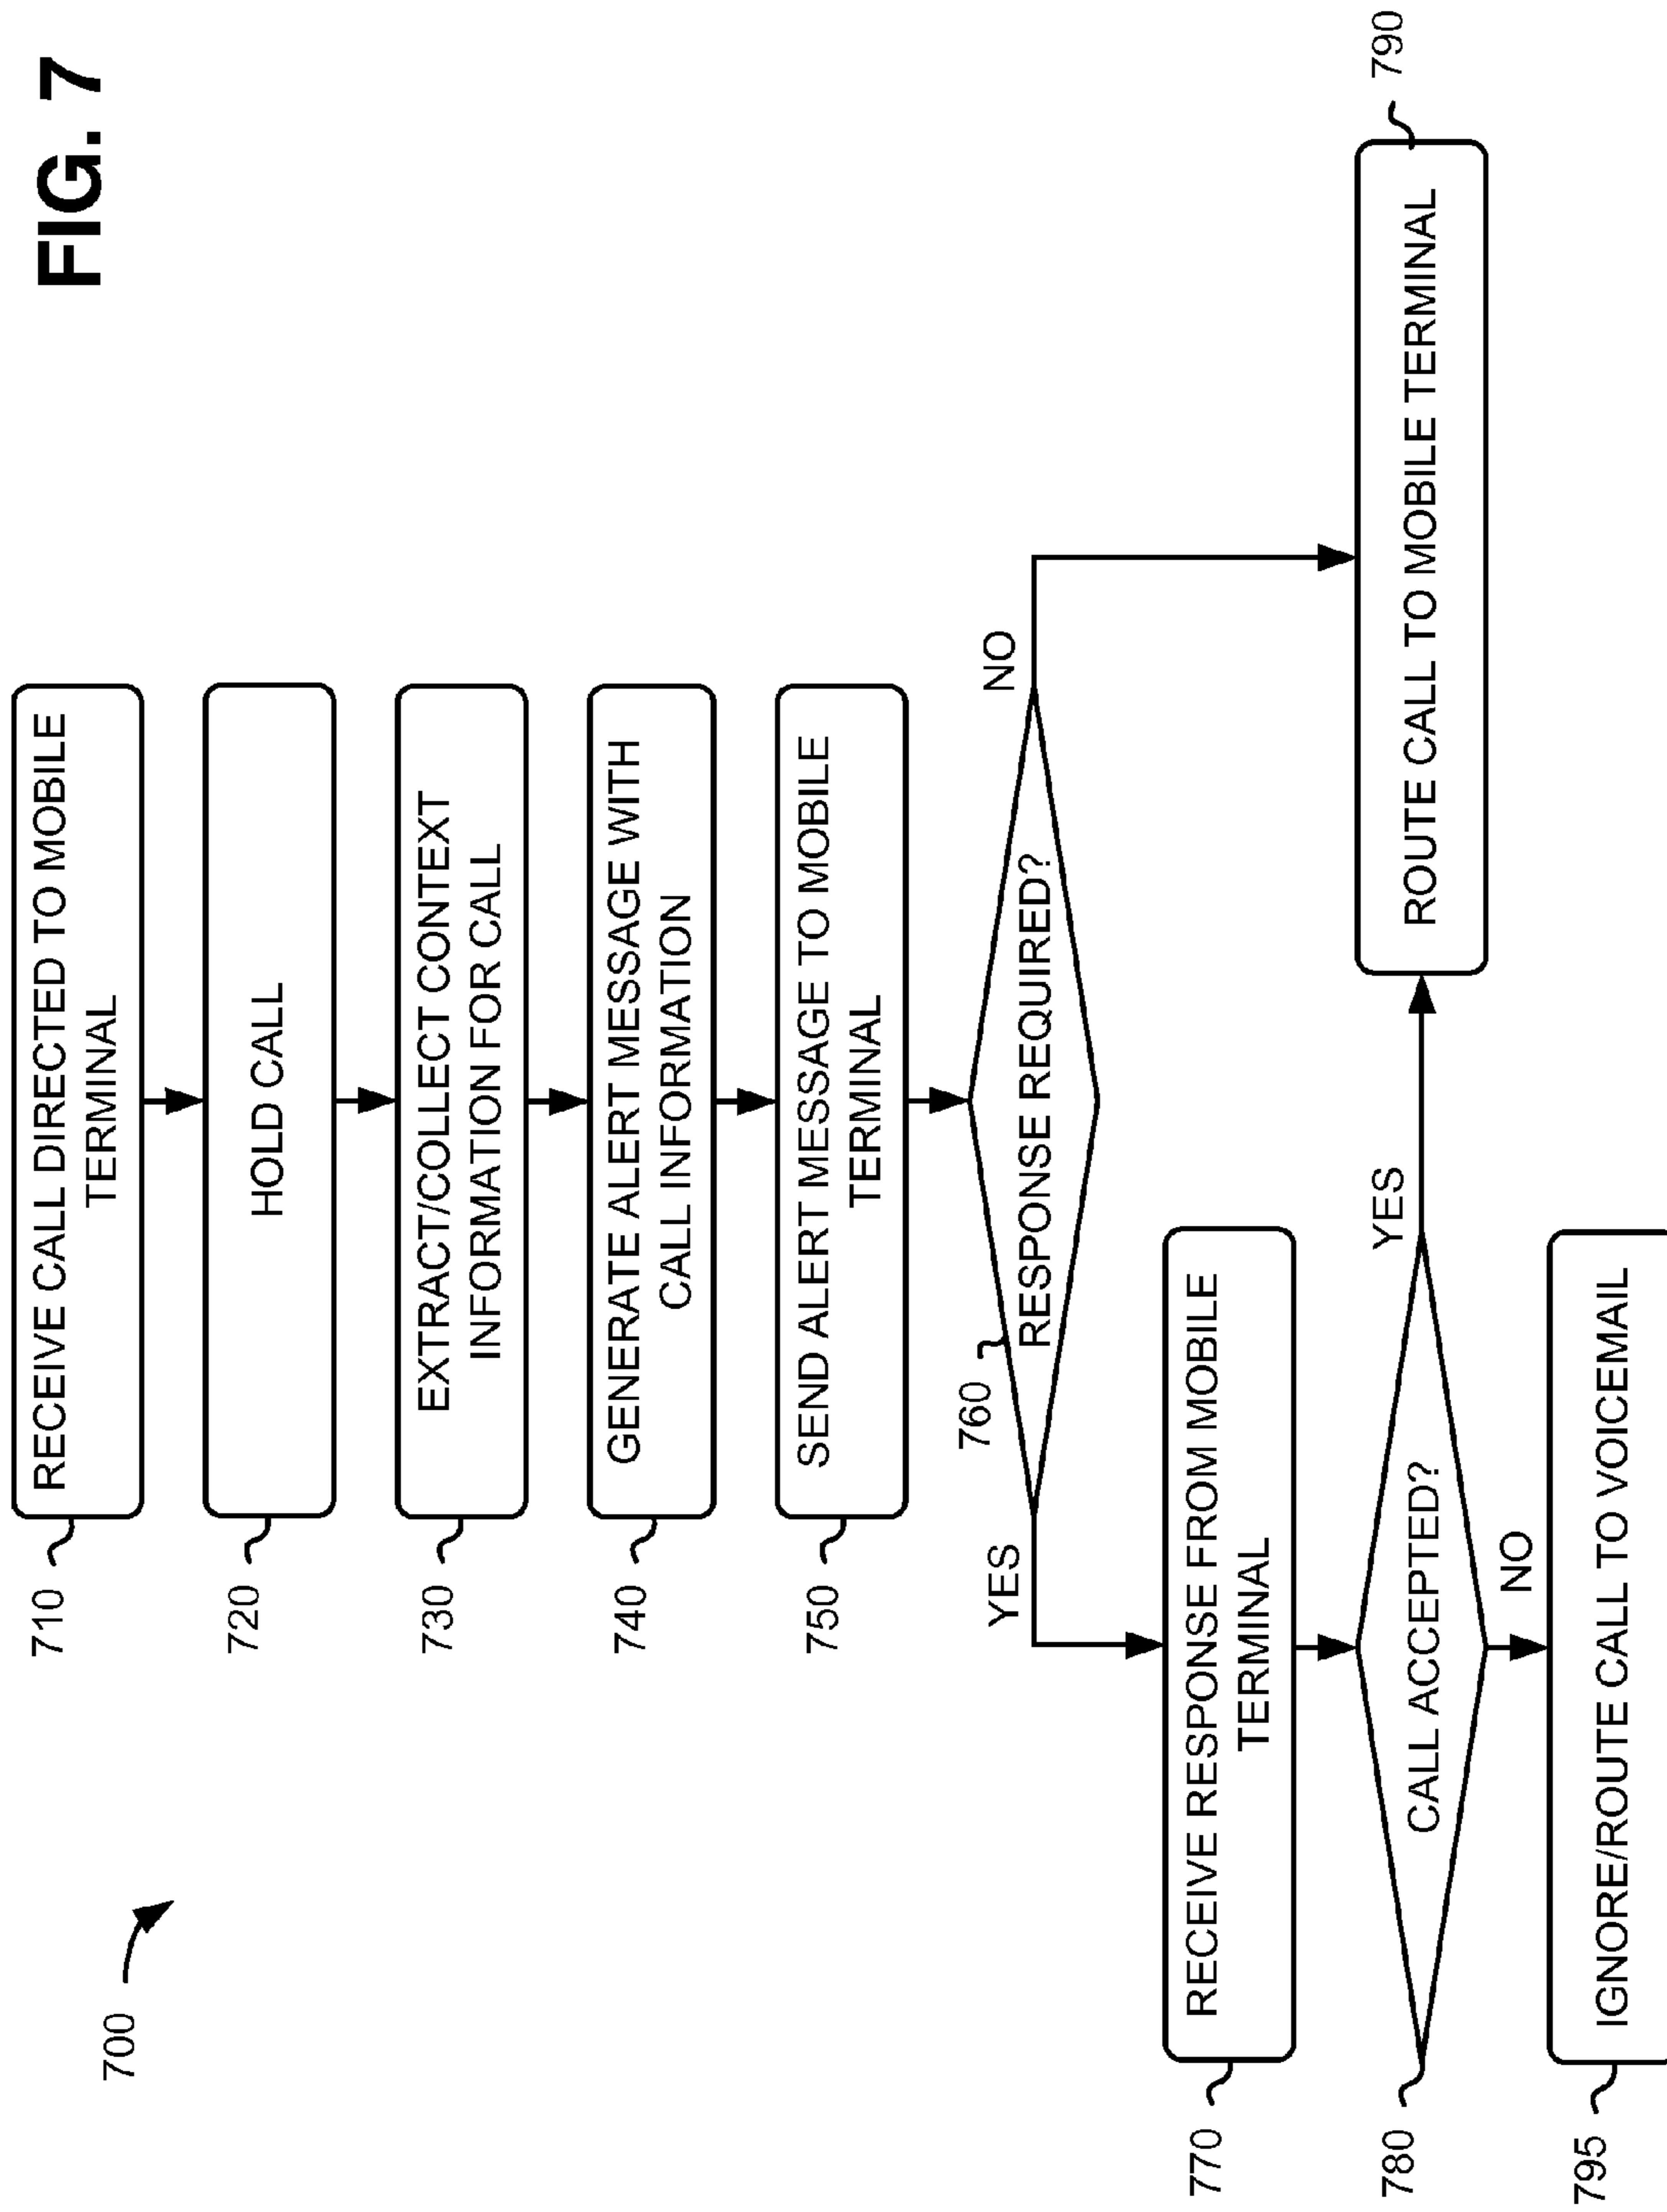 FIG. 7
700
710
RECEIVE CALL DIRECTED TO MOBILE
TERMINAL
720
HOLD CALL
730
EXTRACT/COLLECT CONTEXT
INFORMATION FOR CALL
740
GENERATE ALERT MESSAGE WITH
CALL INFORMATION
750
SEND ALERT MESSAGE TO MOBILE
TERMINAL
760
RESPONSE REQUIRED?
YES
NO
770
RECEIVE RESPONSE FROM MOBILE
TERMINAL
780
CALL ACCEPTED?
YES
NO
790
ROUTE CALL TO MOBILE TERMINAL
795
IGNORE/ROUTE CALL TO VOICEMAIL